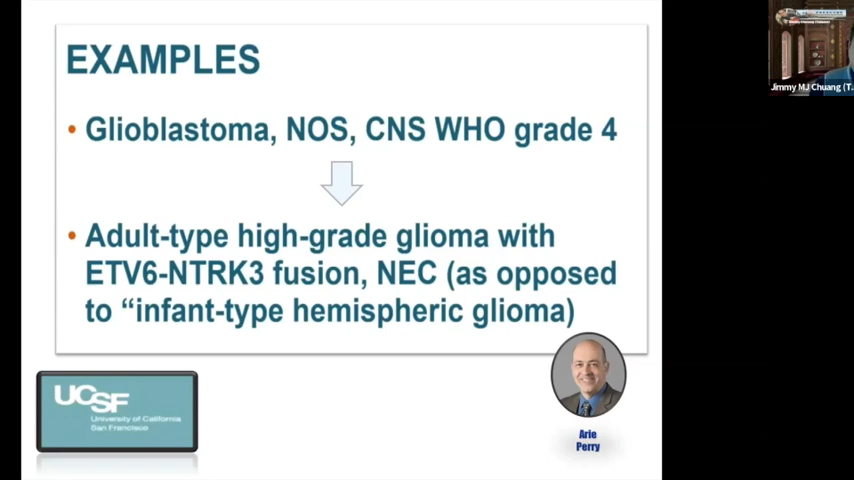 EXAMPLES
• Glioblastoma, NOS, CNS WHO grade 4
• Adult-type high-grade glioma with
ETV6-NTRK3 fusion, NEC (as opposed
to “infant-type hemispheric glioma)
UCSF
University of California
San Francisco
Arie
Perry
Jimmy MJ Chuang (T...